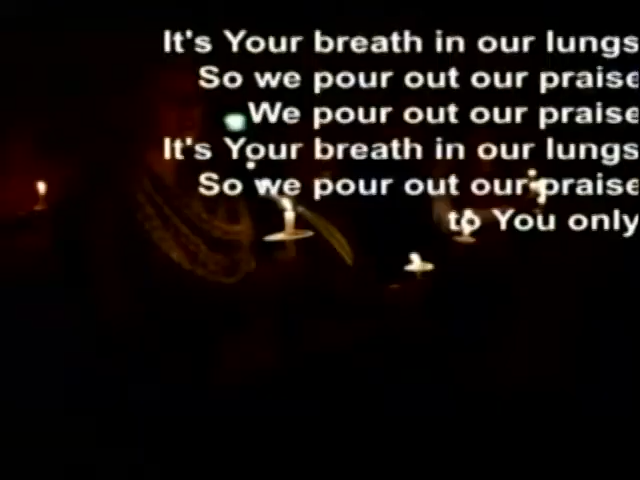 It's Your breath in our lungs
So we pour out our praise
We pour out our praise
It's Your breath in our lungs
So we pour out our praise
to You only